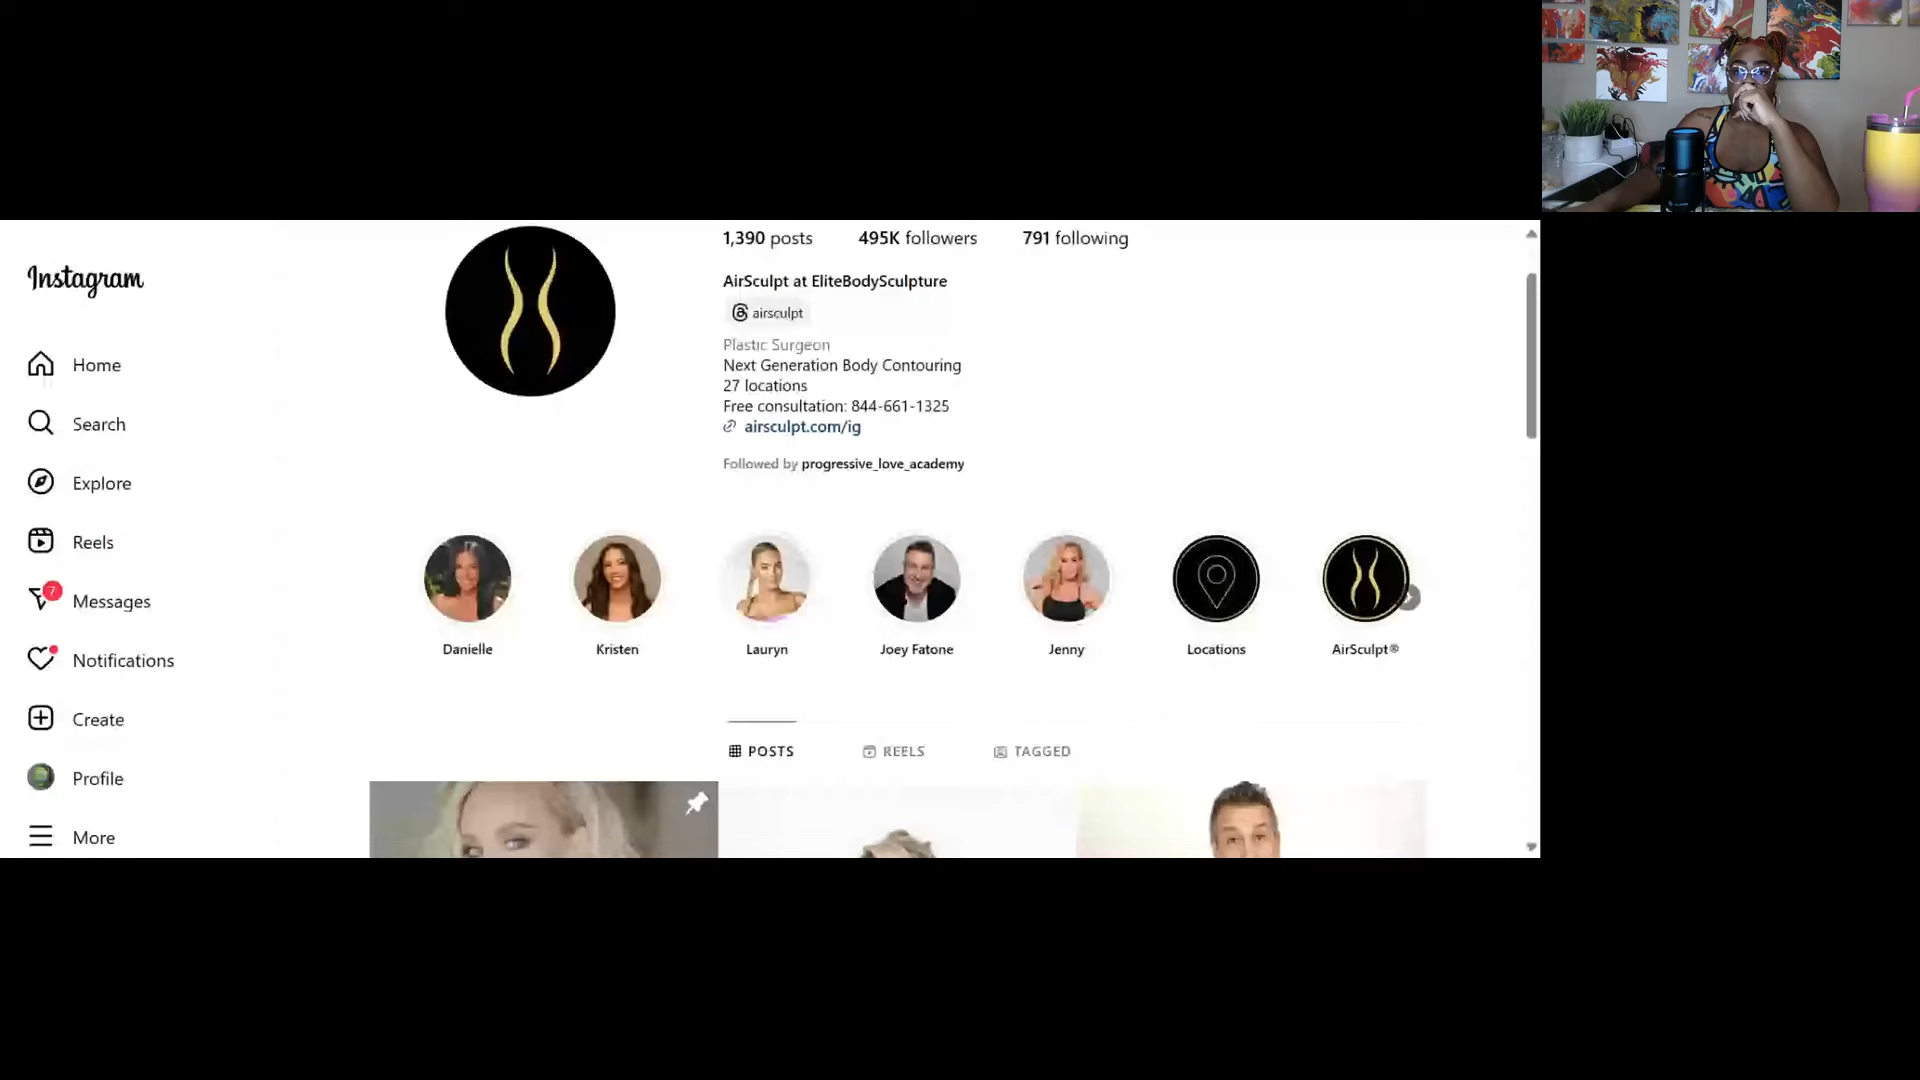 1,390 posts 495K followers 791 following
Instagram
AirSculpt at EliteBodySculpture
airsculpt
Plastic Surgeon
Next Generation Body Contouring
27 locations
Free consultation: 844-661-1325
airsculpt.com/ig
Followed by progressive_love_academy
Home
Search
Explore
Reels
7
Messages
Notifications
Create
Profile
More
Danielle Kristen Lauryn Joey Fatone Jenny Locations AirSculpt®
POSTS REELS TAGGED